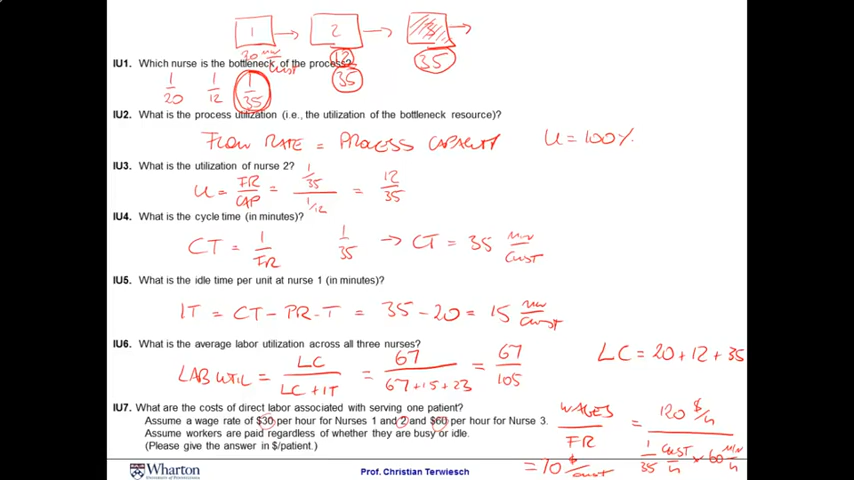 1 → 2 → →
20 MIN/CUST 12/35 35
IU1. Which nurse is the bottleneck of the process?
1/20 1/12 1/35
IU2. What is the process utilization (i.e., the utilization of the bottleneck resource)?
FLOW RATE = PROCESS CAPACITY U = 100%
IU3. What is the utilization of nurse 2?
U = FR/CAP = (1/35)/(1/12) = 12/35
IU4. What is the cycle time (in minutes)?
CT = 1/FR 1/35 → CT = 35 MIN/CUST
IU5. What is the idle time per unit at nurse 1 (in minutes)?
IT = CT - PR-T = 35 - 20 = 15 MIN/CUST
IU6. What is the average labor utilization across all three nurses?
LC = 20 + 12 + 35
LAB UTIL = LC/(LC + IT) = 67/(67 + 15 + 23) = 67/105
IU7. What are the costs of direct labor associated with serving one patient?
Assume a wage rate of $30 per hour for Nurses 1 and 2 and $60 per hour for Nurse 3.
Assume workers are paid regardless of whether they are busy or idle.
(Please give the answer in $/patient.)
WAGES/FR = (120 $/h)/(1/35 CUST/h × 60 MIN/h)
= 70 $/CUST
Wharton
UNIVERSITY of PENNSYLVANIA
Prof. Christian Terwiesch